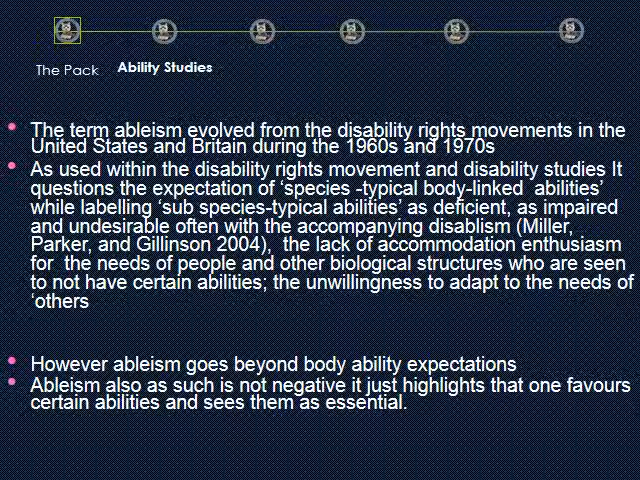 The Pack
Ability Studies
The term ableism evolved from the disability rights movements in the
United States and Britain during the 1960s and 1970s
As used within the disability rights movement and disability studies It
questions the expectation of ‘species -typical body-linked abilities’
while labelling ‘sub species-typical abilities’ as deficient, as impaired
and undesirable often with the accompanying disablism (Miller,
Parker, and Gillinson 2004), the lack of accommodation enthusiasm
for the needs of people and other biological structures who are seen
to not have certain abilities; the unwillingness to adapt to the needs of
‘others
However ableism goes beyond body ability expectations
Ableism also as such is not negative it just highlights that one favours
certain abilities and sees them as essential.